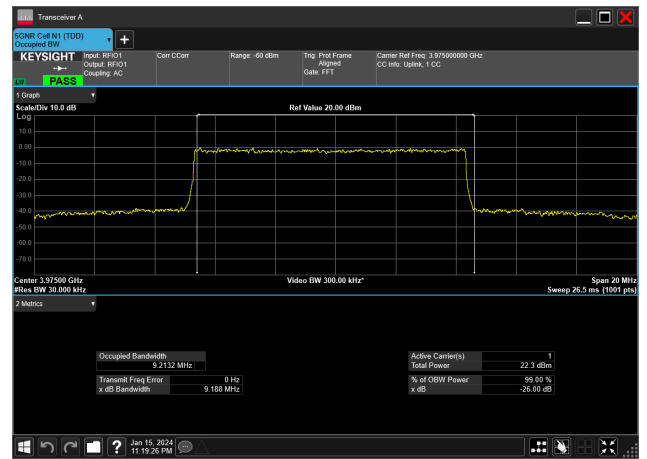 Transceiver A
5GNR Cell N1 (TDD)
Occupied BW
KEYSIGHT
LW PASS
Input: RFIO1
Output: RFIO1
Coupling: AC
Corr CCorr
Range: -60 dBm
Trig: Prot Frame
Aligned
Gate: FFT
Carrier Ref Freq: 3.975000000 GHz
CC Info: Uplink, 1 CC
1 Graph
Scale/Div 10.0 dB
Ref Value 20.00 dBm
Log
10.0
0.00
-10.0
-20.0
-30.0
-40.0
-50.0
-60.0
-70.0
Center 3.97500 GHz
Video BW 300.00 kHz*
Span 20 MHz
#Res BW 30.000 kHz
Sweep 26.5 ms (1001 pts)
2 Metrics
Occupied Bandwidth
9.2132 MHz
Transmit Freq Error 0 Hz
x dB Bandwidth 9.188 MHz
Active Carrier(s) 1
Total Power 22.3 dBm
% of OBW Power 99.00 %
x dB -26.00 dB
Jan 15, 2024
11:19:26 PM